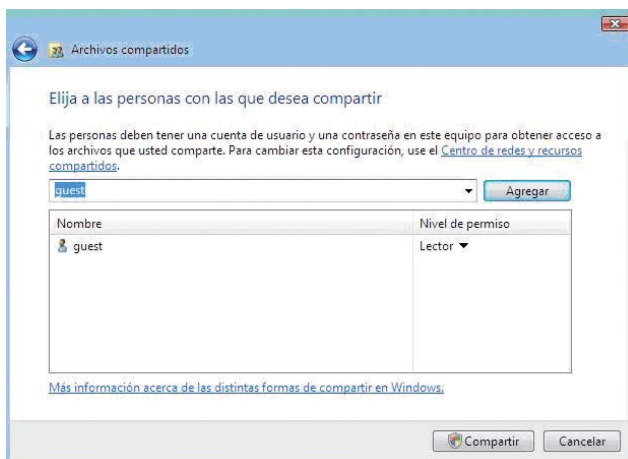 Archivos compartidos
Elija a las personas con las que desea compartir
Las personas deben tener una cuenta de usuario y una contraseña en este equipo para obtener acceso a
los archivos que usted comparte. Para cambiar esta configuración, use el Centro de redes y recursos
compartidos.
guest Agregar
Nombre Nivel de permiso
guest Lector
Más información acerca de las distintas formas de compartir en Windows.
Compartir Cancelar